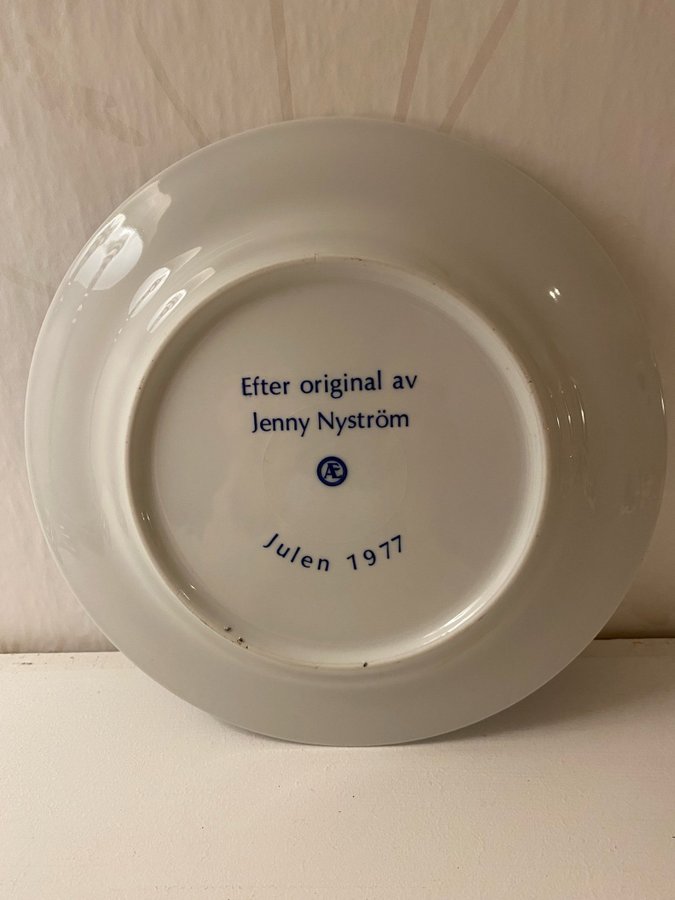 Efter original av
Jenny Nyström
Æ
Julen 1977